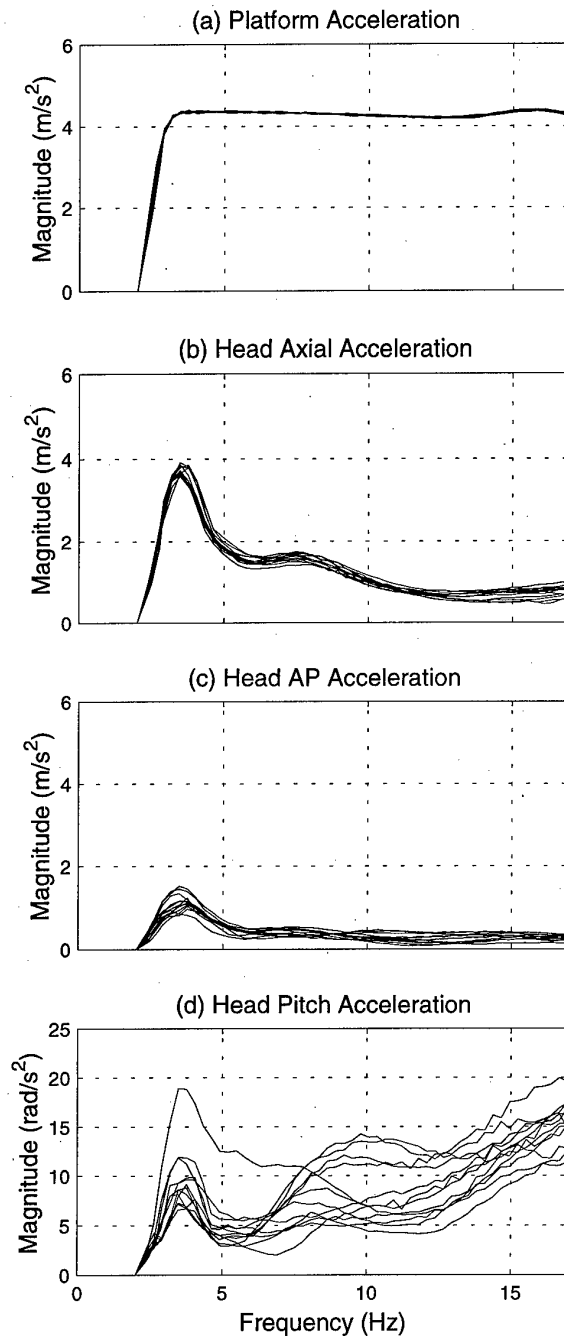 (a) Platform Acceleration
6
4
2
0
Magnitude (m/s²)
(b) Head Axial Acceleration
6
4
2
0
Magnitude (m/s²)
(c) Head AP Acceleration
6
4
2
0
Magnitude (m/s²)
(d) Head Pitch Acceleration
25
20
15
10
5
0
Magnitude (rad/s²)
0 5 10 15
Frequency (Hz)